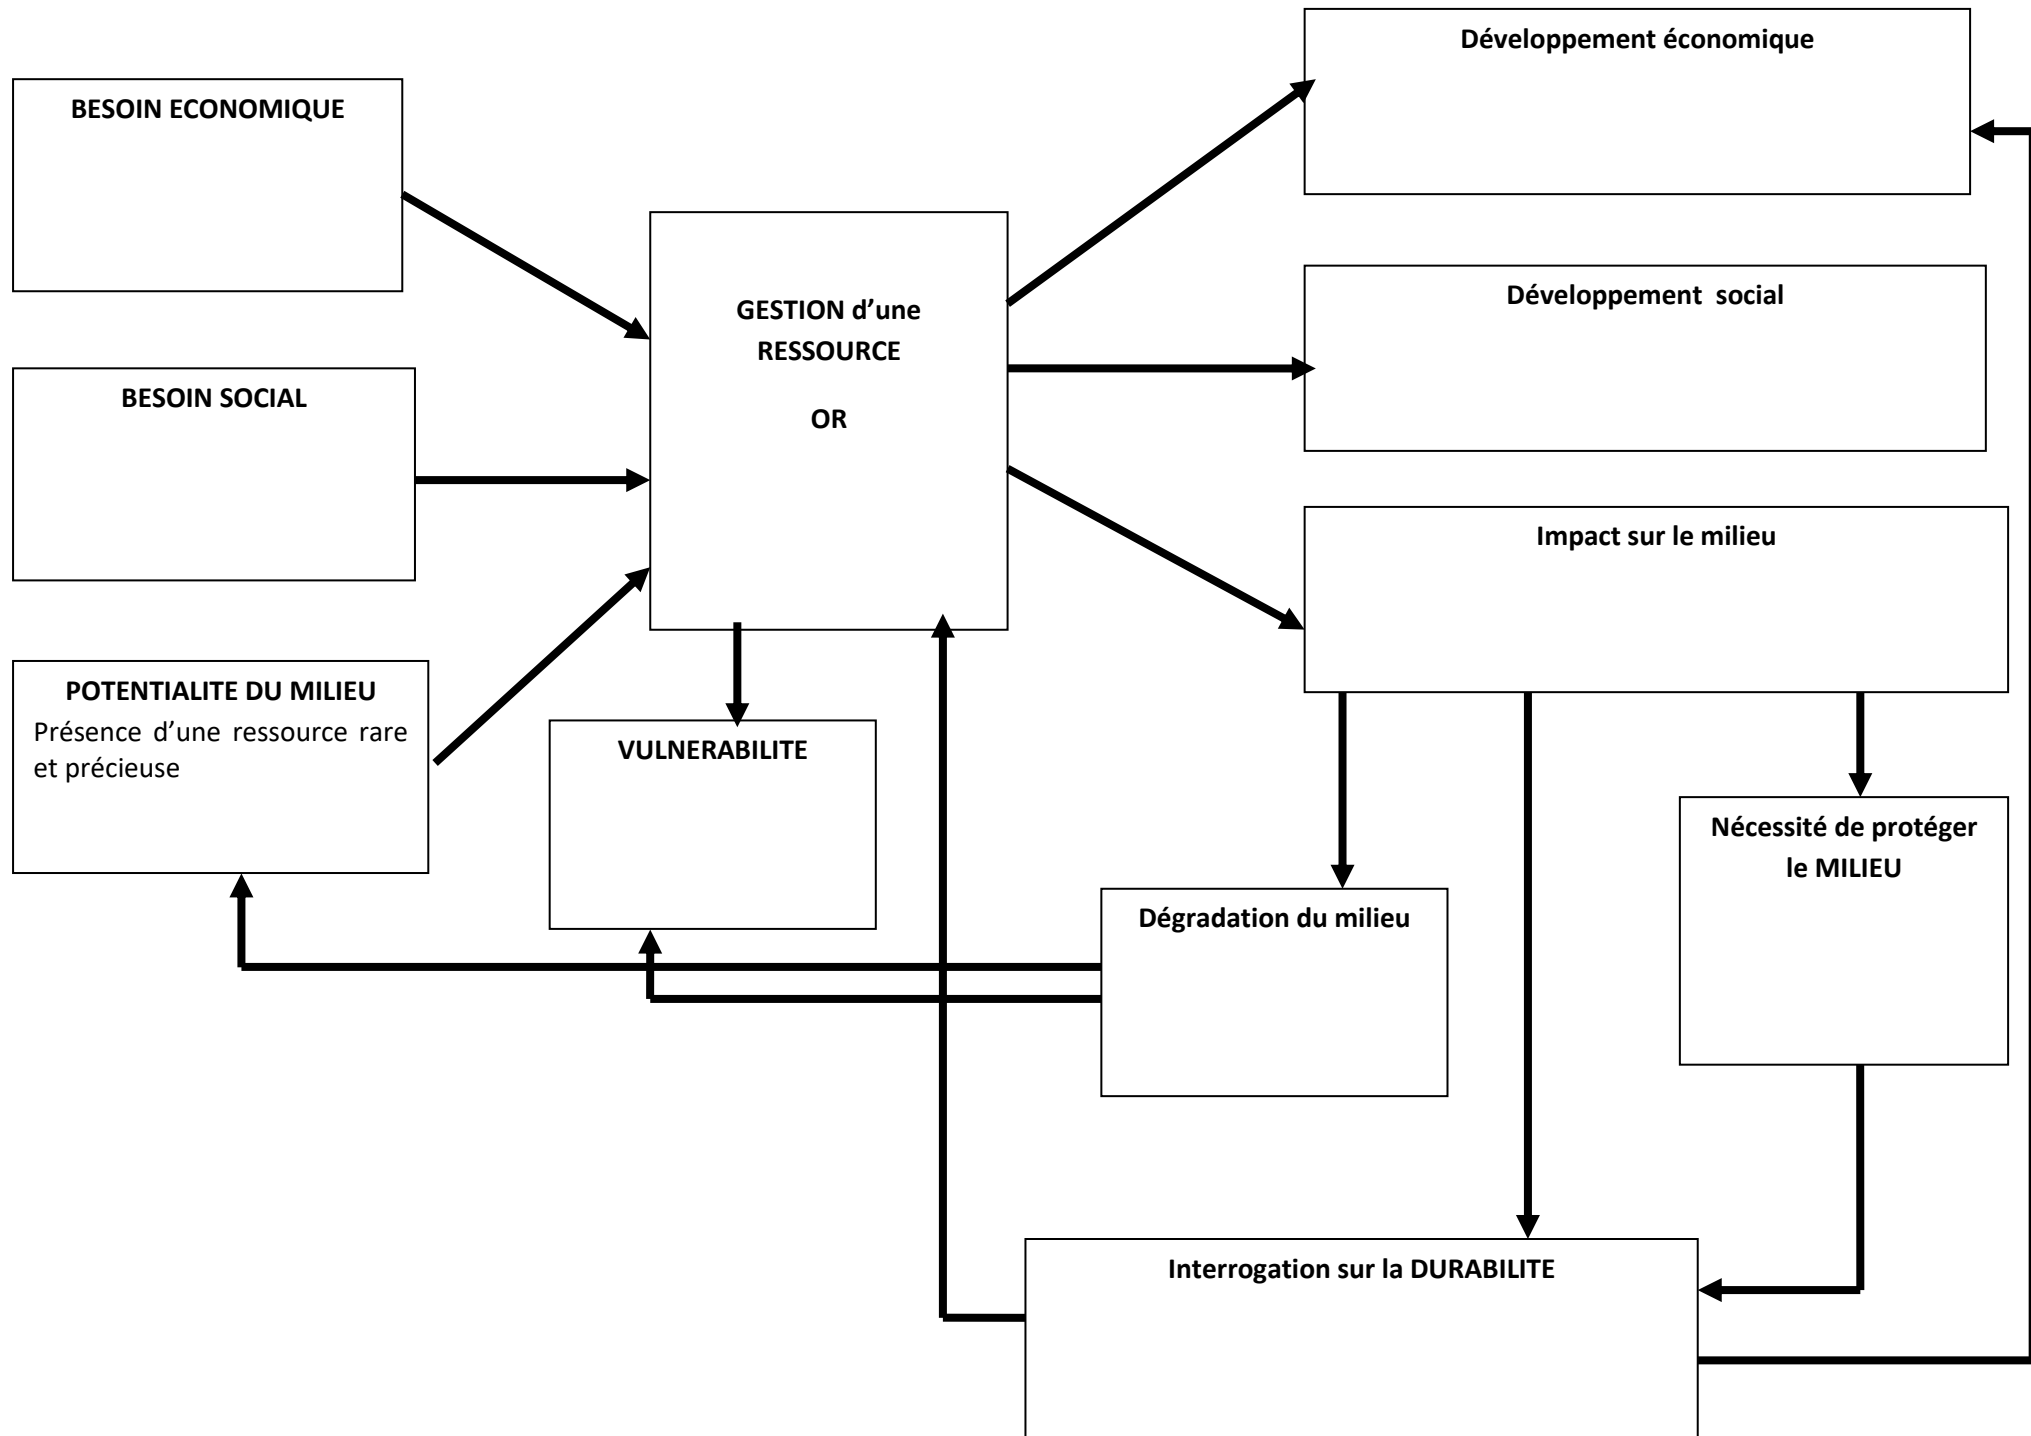 Développement économique
BESOIN ECONOMIQUE
GESTION d’une
RESSOURCE
OR
Développement  social
BESOIN SOCIAL
Impact sur le milieu
POTENTIALITE DU MILIEU
Présence d’une ressource rare
et précieuse
VULNERABILITE
Nécessité de protéger
le MILIEU
Dégradation du milieu
Interrogation sur la DURABILITE